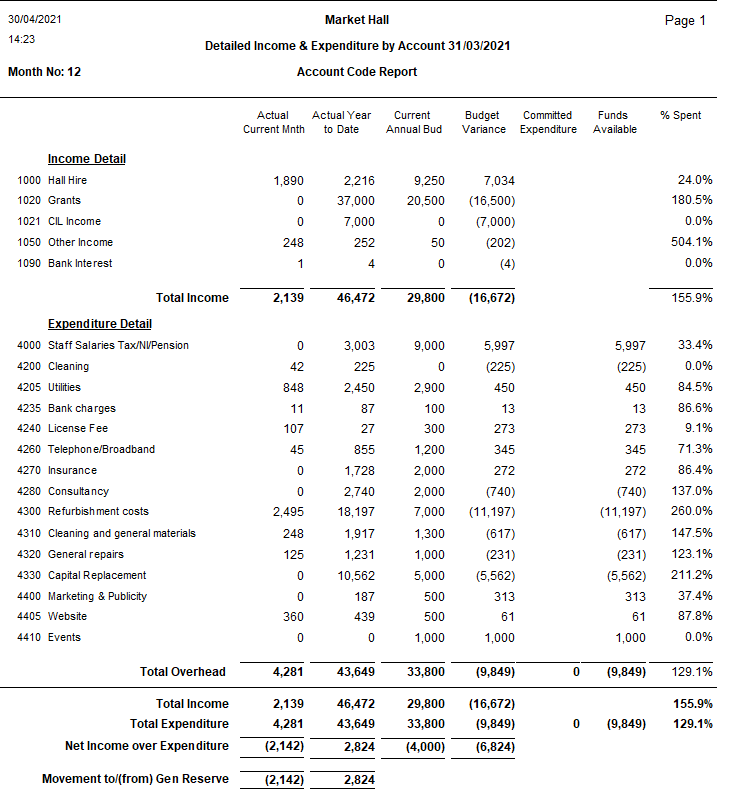 30/04/2021 Market Hall Page 1
14:23 Detailed Income & Expenditure by Account 31/03/2021
Month No: 12 Account Code Report
Actual Actual Year Current Budget Committed Funds % Spent
Current Mnth to Date Annual Bud Variance Expenditure Available
Income Detail
1000 Hall Hire 1,890 2,216 9,250 7,034 24.0%
1020 Grants 0 37,000 20,500 (16,500) 180.5%
1021 CIL Income 0 7,000 0 (7,000) 0.0%
1050 Other Income 248 252 50 (202) 504.1%
1090 Bank Interest 1 4 0 (4) 0.0%
Total Income 2,139 46,472 29,800 (16,672) 155.9%
Expenditure Detail
4000 Staff Salaries Tax/NI/Pension 0 3,003 9,000 5,997 5,997 33.4%
4200 Cleaning 42 225 0 (225) (225) 0.0%
4205 Utilities 848 2,450 2,900 450 450 84.5%
4235 Bank charges 11 87 100 13 13 86.6%
4240 License Fee 107 27 300 273 273 9.1%
4260 Telephone/Broadband 45 855 1,200 345 345 71.3%
4270 Insurance 0 1,728 2,000 272 272 86.4%
4280 Consultancy 0 2,740 2,000 (740) (740) 137.0%
4300 Refurbishment costs 2,495 18,197 7,000 (11,197) (11,197) 260.0%
4310 Cleaning and general materials 248 1,917 1,300 (617) (617) 147.5%
4320 General repairs 125 1,231 1,000 (231) (231) 123.1%
4330 Capital Replacement 0 10,562 5,000 (5,562) (5,562) 211.2%
4400 Marketing & Publicity 0 187 500 313 313 37.4%
4405 Website 360 439 500 61 61 87.8%
4410 Events 0 0 1,000 1,000 1,000 0.0%
Total Overhead 4,281 43,649 33,800 (9,849) 0 (9,849) 129.1%
Total Income 2,139 46,472 29,800 (16,672) 155.9%
Total Expenditure 4,281 43,649 33,800 (9,849) 0 (9,849) 129.1%
Net Income over Expenditure (2,142) 2,824 (4,000) (6,824)
Movement to/(from) Gen Reserve (2,142) 2,824